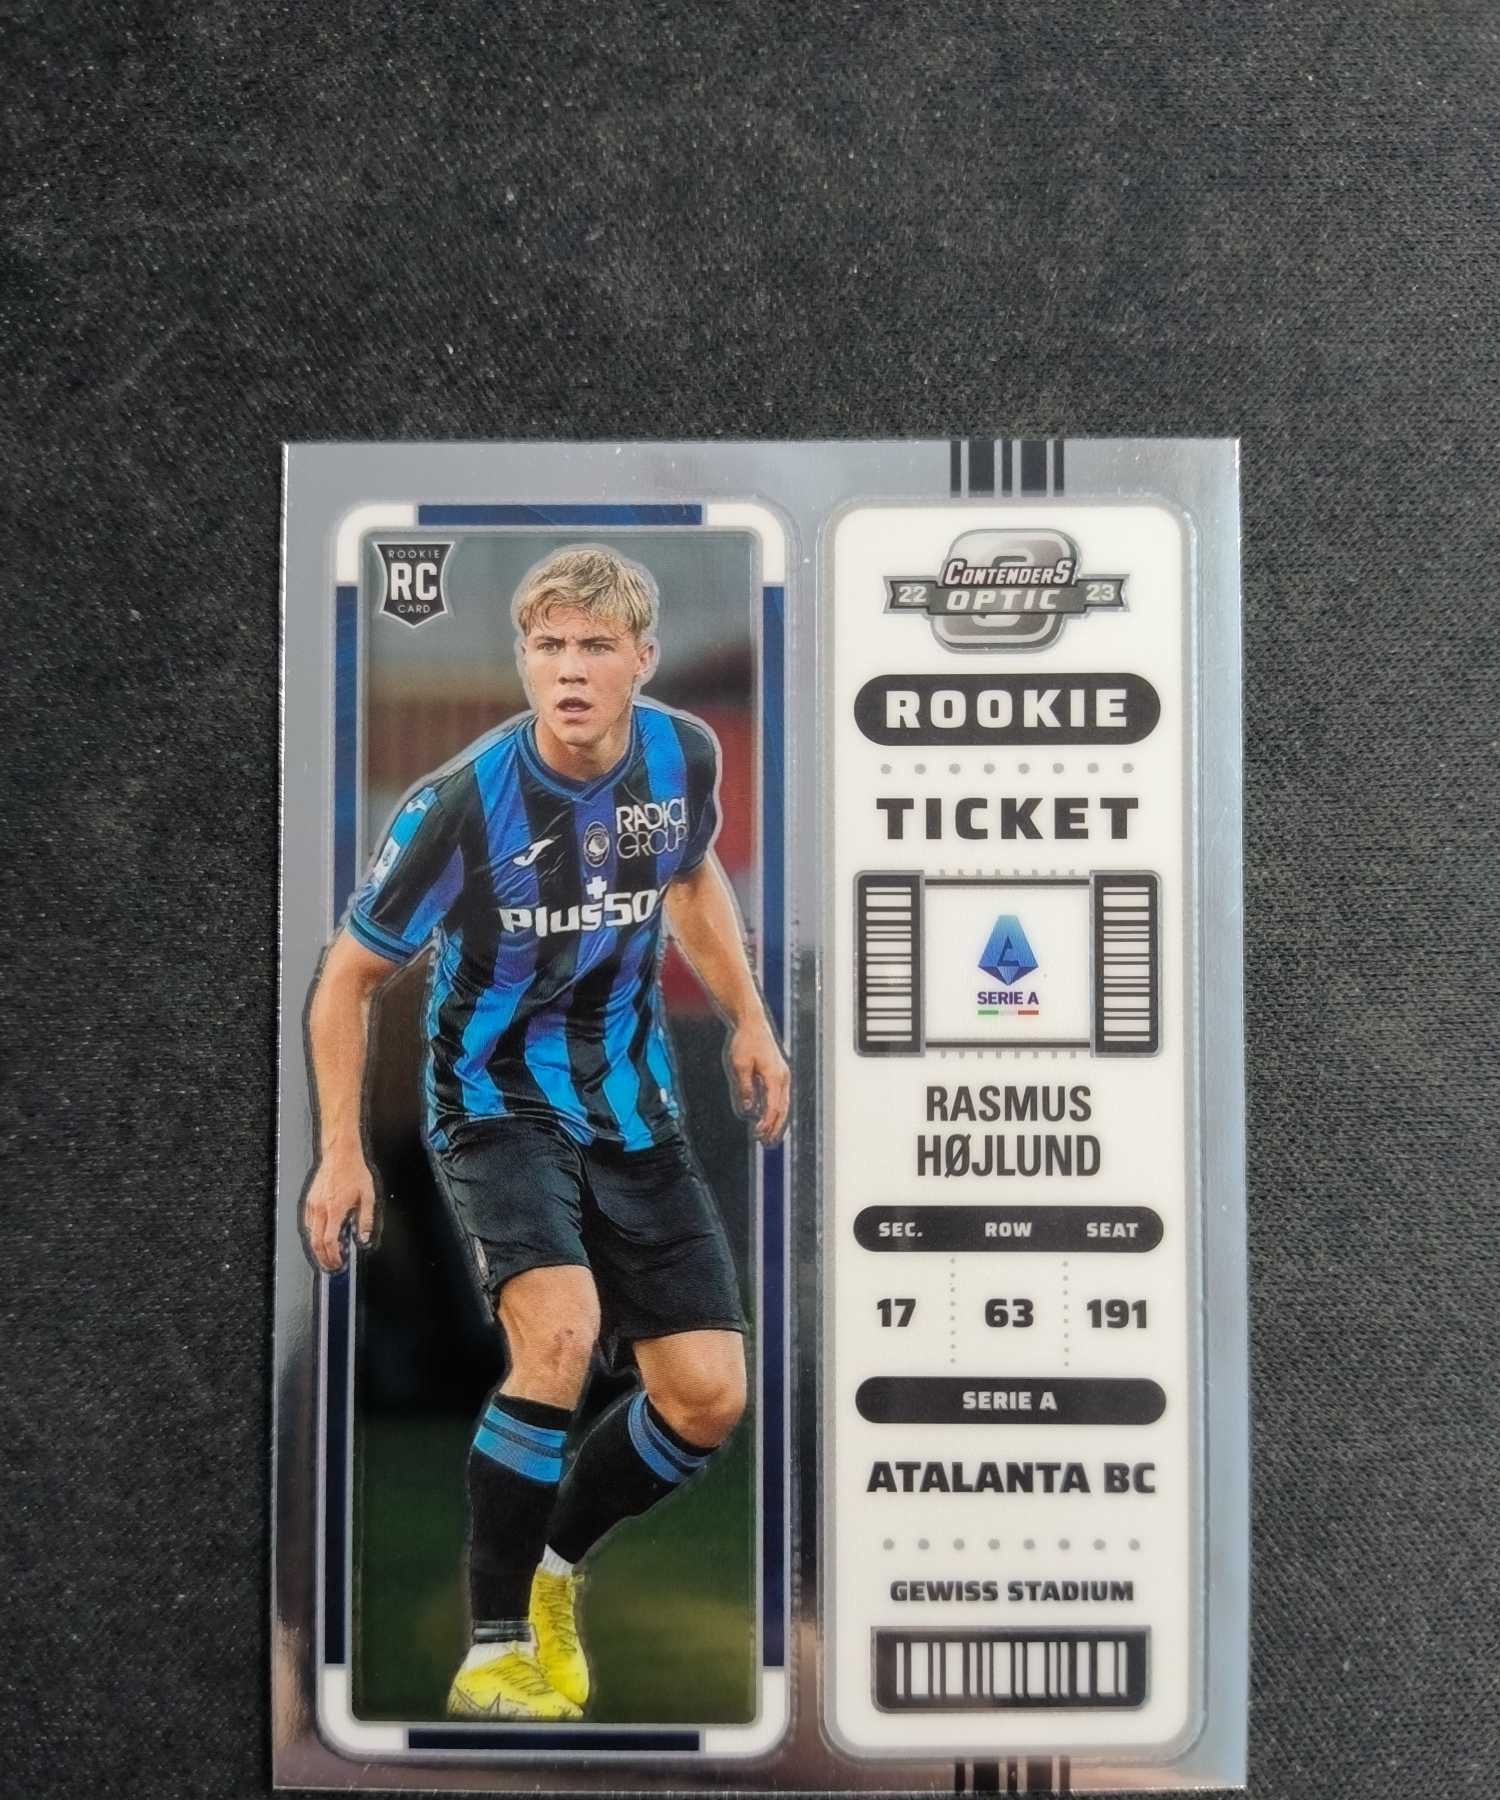 ROOKIE
RC
CARD
RADICI
GROUP
Plus500
CONTENDERS
22 OPTIC 23
ROOKIE
TICKET
SERIE A
RASMUS
HØJLUND
SEC. ROW SEAT
17 63 191
SERIE A
ATALANTA BC
GEWISS STADIUM